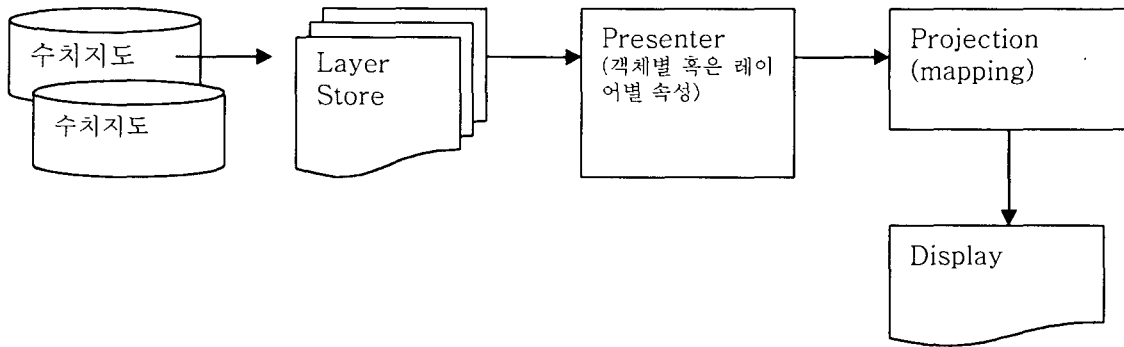 수치지도
수치지도
Layer
Store
Presenter
(객체별 혹은 레이
어별 속성)
Projection
(mapping)
Display